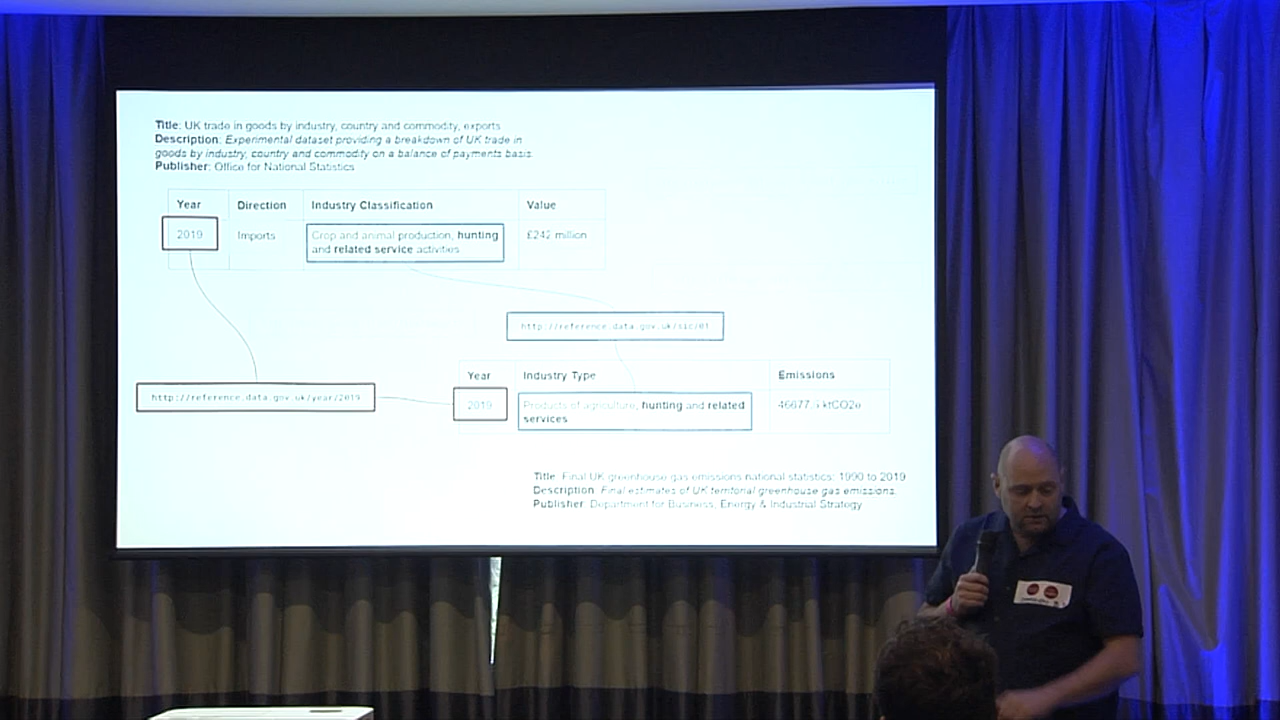 Title: UK trade in goods by industry, country and commodity, exports
Description: Experimental dataset providing a breakdown of UK trade in
goods by industry, country and commodity on a balance of payments basis.
Publisher: Office for National Statistics
Year Direction Industry Classification Value
2019 Imports Crop and animal production, hunting £242 million
and related service activities
http://reference.data.gov.uk/sic/01
Year Industry Type Emissions
http://reference.data.gov.uk/year/2019
2019 Products of agriculture, hunting and related 46677.5 ktCO2e
services
Title: Final UK greenhouse gas emissions national statistics: 1990 to 2019
Description: Final estimates of UK territorial greenhouse gas emissions.
Publisher: Department for Business, Energy & Industrial Strategy